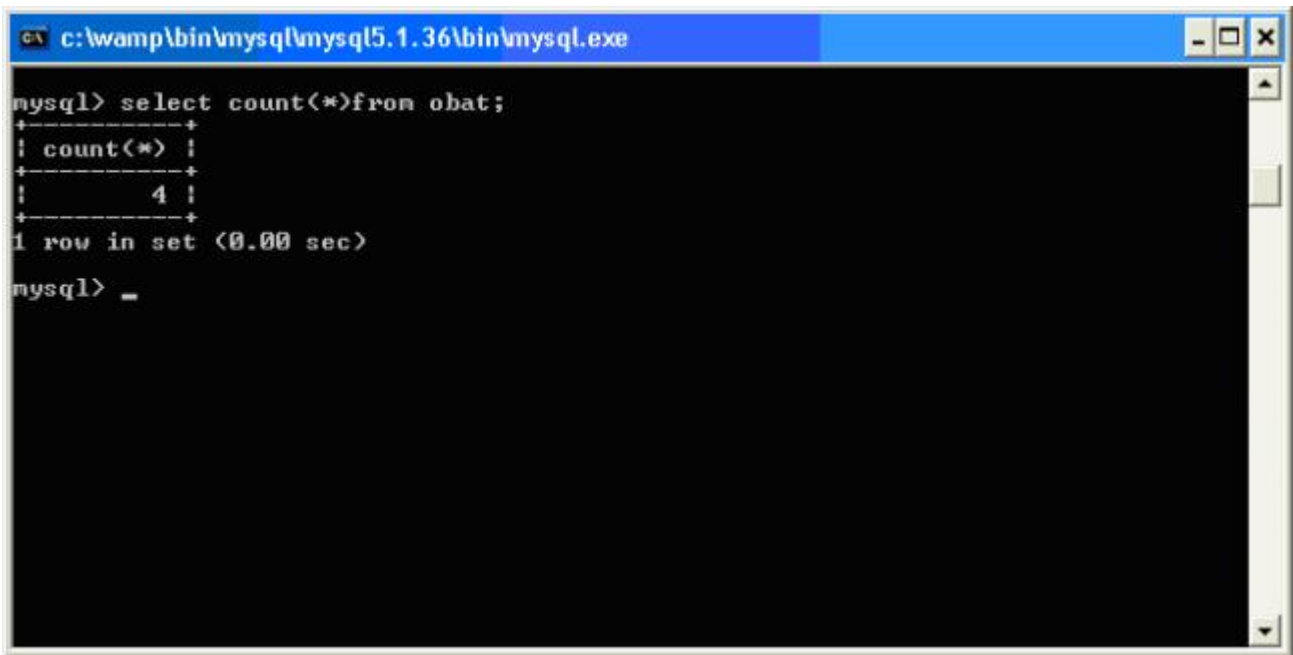 c:\wamp\bin\mysql\mysql5.1.36\bin\mysql.exe
mysql> select count(*)from obat;
+----------+
| count(*) |
+----------+
|        4 |
+----------+
1 row in set (0.00 sec)
mysql> _